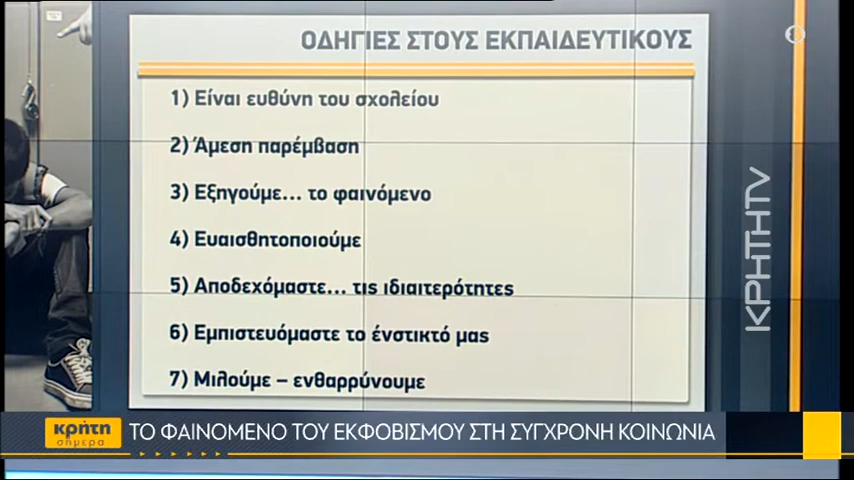 ΟΔΗΓΙΕΣ ΣΤΟΥΣ ΕΚΠΑΙΔΕΥΤΙΚΟΥΣ
1) Είναι ευθύνη του σχολείου
2) Άμεση παρέμβαση
3) Εξηγούμε... το φαινόμενο
4) Ευαισθητοποιούμε
5) Αποδεχόμαστε... τις ιδιαιτερότητες
6) Εμπιστευόμαστε το ένστικτό μας
7) Μιλούμε – ενθαρρύνουμε
ΚΡΗΤΗTV
κρήτη
σήμερα
ΤΟ ΦΑΙΝΟΜΕΝΟ ΤΟΥ ΕΚΦΟΒΙΣΜΟΥ ΣΤΗ ΣΥΓΧΡΟΝΗ ΚΟΙΝΩΝΙΑ